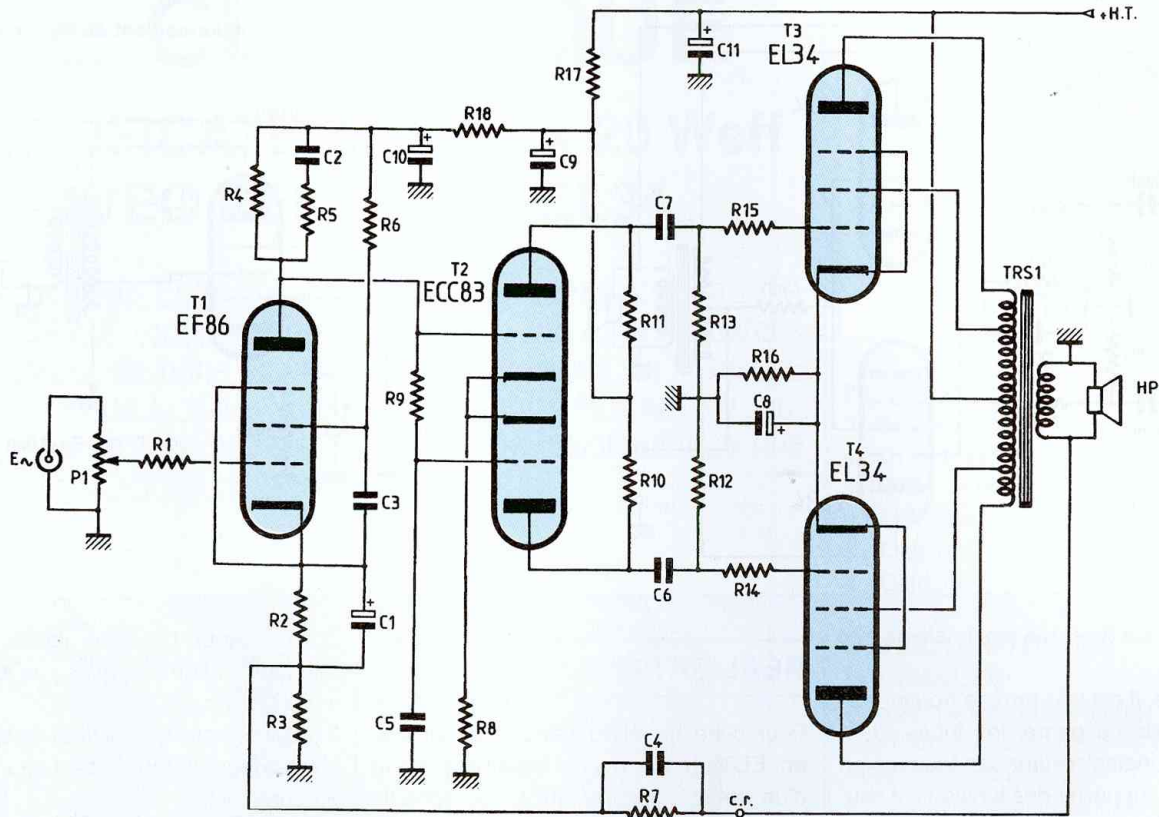 +H.T.
T3
EL34
C11
R17
R18
C10
C9
C2
R4
R5
R6
C7
R15
T2
ECC83
TRS1
T1
EF86
R11
R13
R16
C8
HP
R9
E~
P1
R1
R10
R12
T4
EL34
C3
C6
R14
R2
C1
R3
C5
R8
C4
R7
c.r.